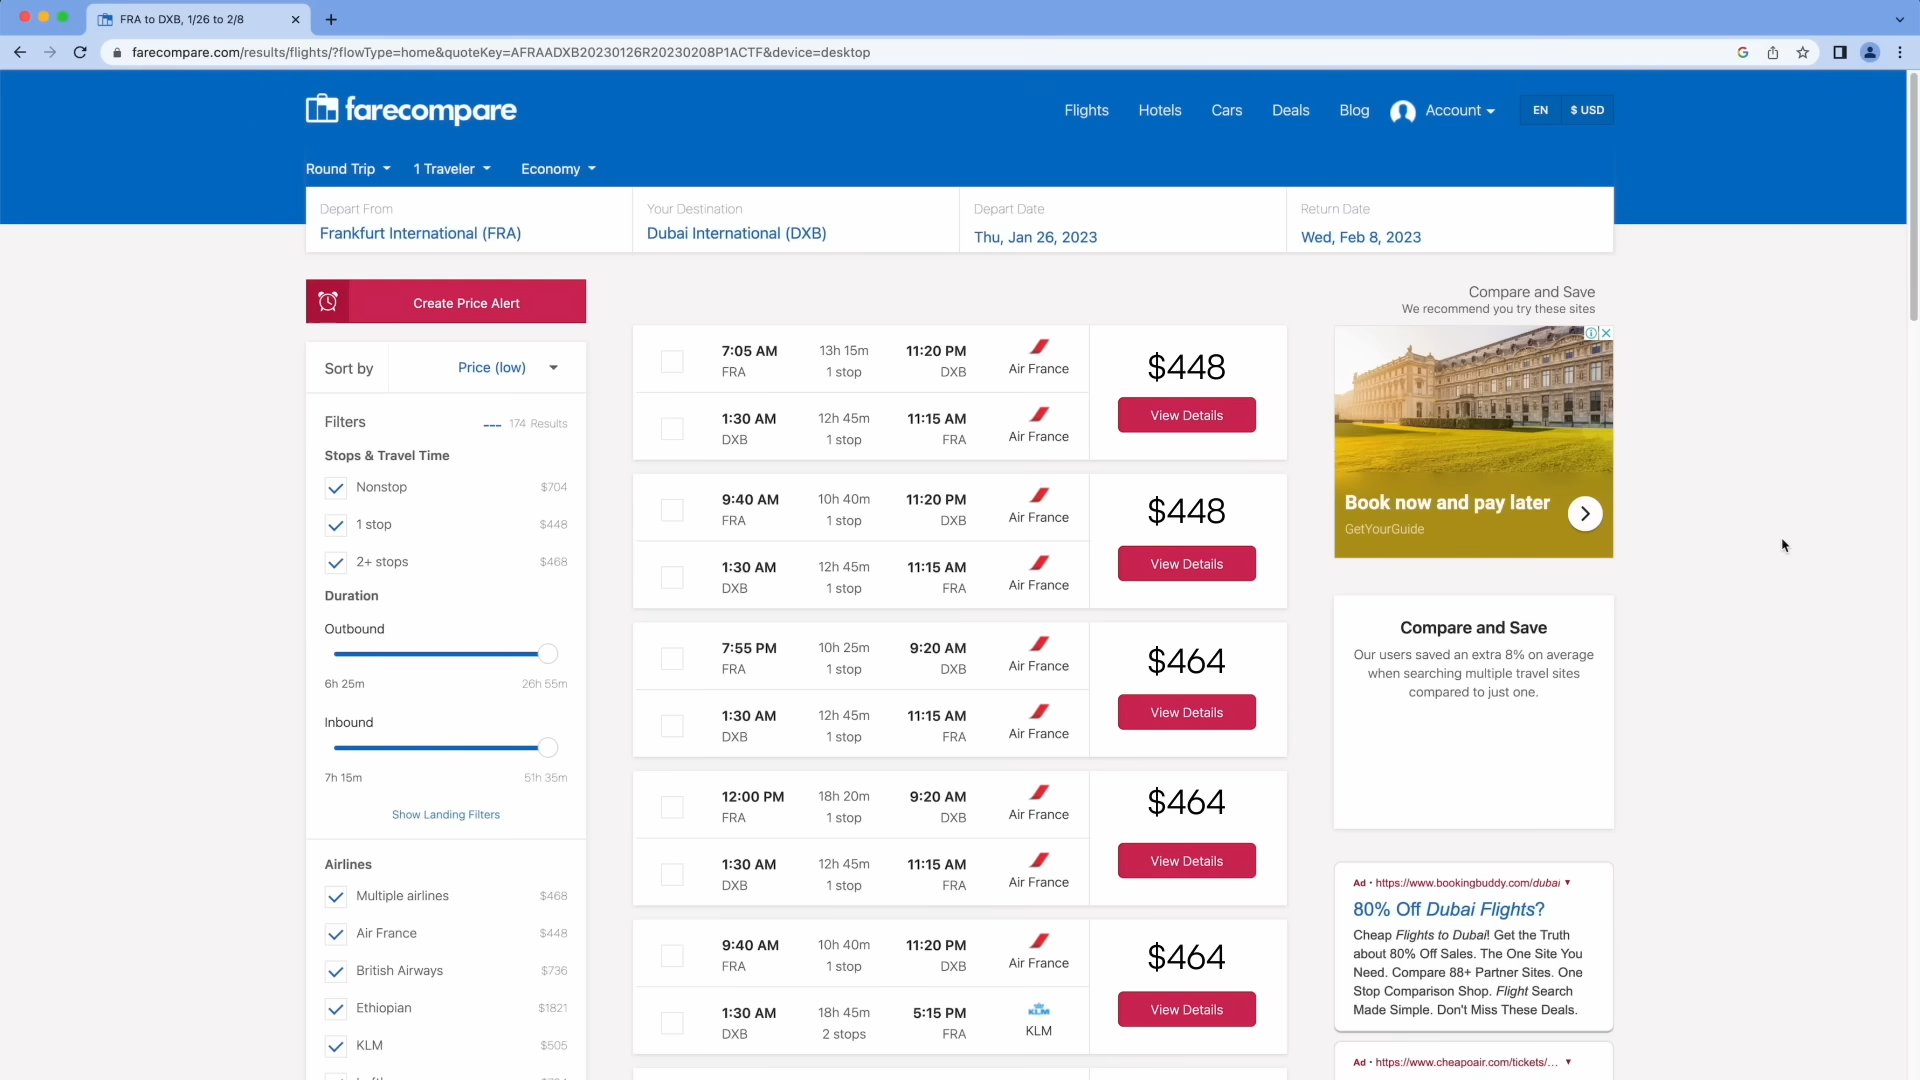 FRA to DXB, 1/26 to 2/8
farecompare.com/results/flights/?flowType=home&quoteKey=AFRAADXB20230126R20230208P1ACTF&device=desktop
farecompare
Flights Hotels Cars Deals Blog Account EN $ USD
Round Trip 1 Traveler Economy
Depart From Your Destination Depart Date Return Date
Frankfurt International (FRA) Dubai International (DXB) Thu, Jan 26, 2023 Wed, Feb 8, 2023
Create Price Alert
Sort by Price (low)
Filters 174 Results
Stops & Travel Time
Nonstop $704
1 stop $448
2+ stops $468
Duration
Outbound
6h 25m 26h 55m
Inbound
7h 15m 51h 35m
Show Landing Filters
Airlines
Multiple airlines $468
Air France $448
British Airways $736
Ethiopian $1821
KLM $505
7:05 AM 13h 15m 11:20 PM
FRA 1 stop DXB Air France
1:30 AM 12h 45m 11:15 AM
DXB 1 stop FRA Air France
$448
View Details
9:40 AM 10h 40m 11:20 PM
FRA 1 stop DXB Air France
1:30 AM 12h 45m 11:15 AM
DXB 1 stop FRA Air France
$448
View Details
7:55 PM 10h 25m 9:20 AM
FRA 1 stop DXB Air France
1:30 AM 12h 45m 11:15 AM
DXB 1 stop FRA Air France
$464
View Details
12:00 PM 18h 20m 9:20 AM
FRA 1 stop DXB Air France
1:30 AM 12h 45m 11:15 AM
DXB 1 stop FRA Air France
$464
View Details
9:40 AM 10h 40m 11:20 PM
FRA 1 stop DXB Air France
1:30 AM 18h 45m 5:15 PM
DXB 2 stops FRA KLM
KLM
$464
View Details
Compare and Save
We recommend you try these sites
Book now and pay later
GetYourGuide
Compare and Save
Our users saved an extra 8% on average
when searching multiple travel sites
compared to just one.
Ad · https://www.bookingbuddy.com/dubai
80% Off Dubai Flights?
Cheap Flights to Dubai! Get the Truth
about 80% Off Sales. The One Site You
Need. Compare 88+ Partner Sites. One
Stop Comparison Shop. Flight Search
Made Simple. Don't Miss These Deals.
Ad · https://www.cheapoair.com/tickets/...